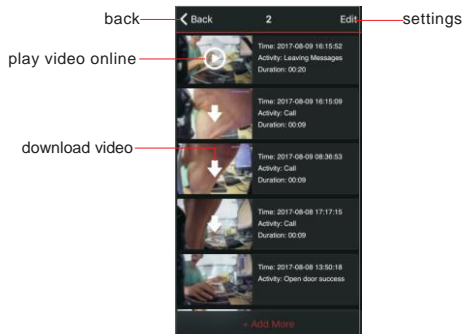 back
Back 2 Edit
settings
Time: 2017-08-09 16:15:52
play video online
Activity: Leaving Messages
Duration: 00:20
Time: 2017-08-09 16:15:09
Activity: Call
Duration: 00:09
download video
Time: 2017-08-09 08:36:53
Activity: Call
Duration: 00:09
Time: 2017-08-08 17:17:15
Activity: Call
Duration: 00:09
Time: 2017-08-08 13:50:18
Activity: Open door success
+ Add More